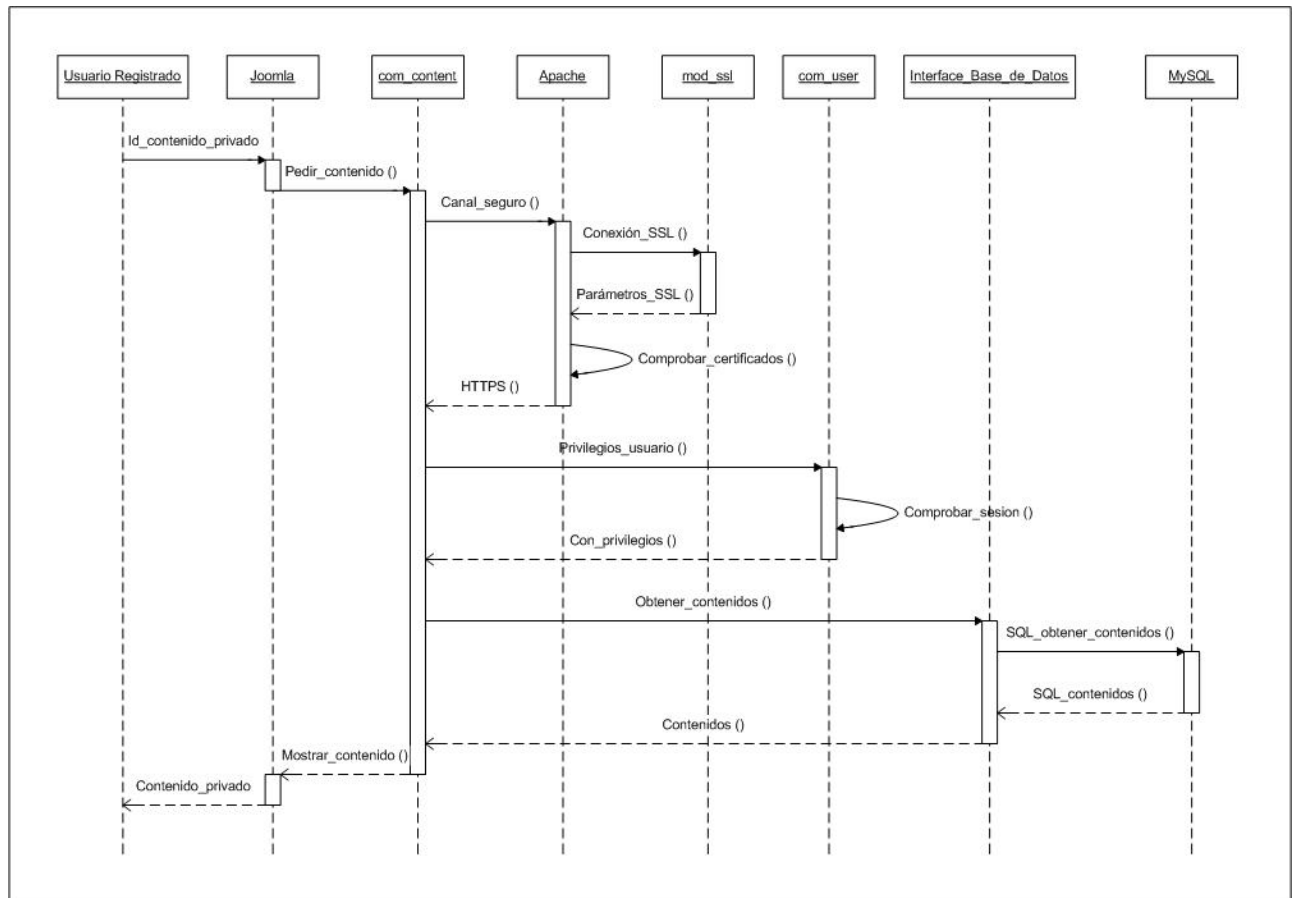 Usuario Registrado
Joomla
com_content
Apache
mod_ssl
com_user
Interface_Base_de_Datos
MySQL
Id_contenido_privado
Pedir_contenido ()
Canal_seguro ()
Conexión_SSL ()
Parámetros_SSL ()
Comprobar_certificados ()
HTTPS ()
Privilegios_usuario ()
Comprobar_sesion ()
Con_privilegios ()
Obtener_contenidos ()
SQL_obtener_contenidos ()
SQL_contenidos ()
Contenidos ()
Mostrar_contenido ()
Contenido_privado